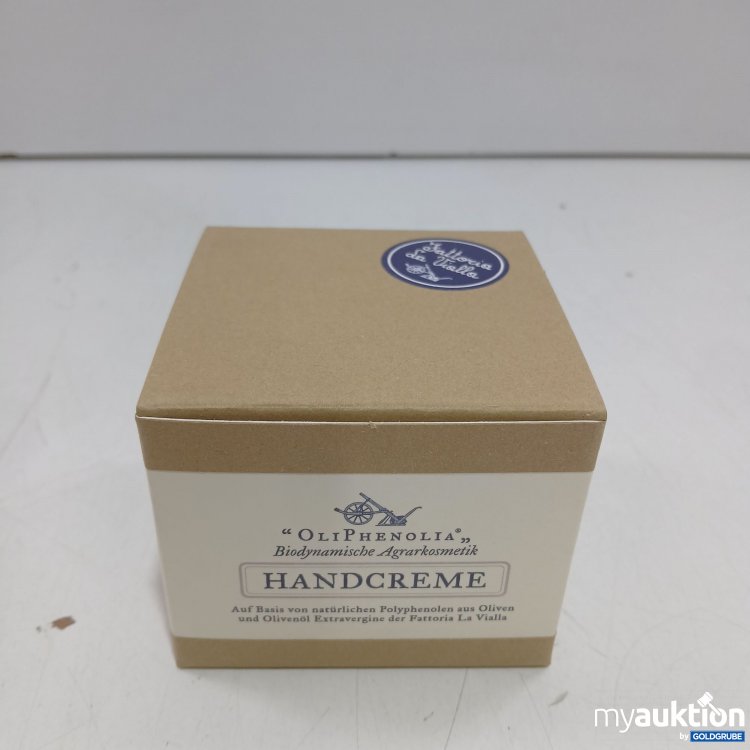 Fattoria
La Vialla
“ OLIPHENOLIA® „
Biodynamische Agrarkosmetik
HANDCREME
Auf Basis von natürlichen Polyphenolen aus Oliven
und Olivenöl Extravergine der Fattoria La Vialla
myauktion
by GOLDGRUBE